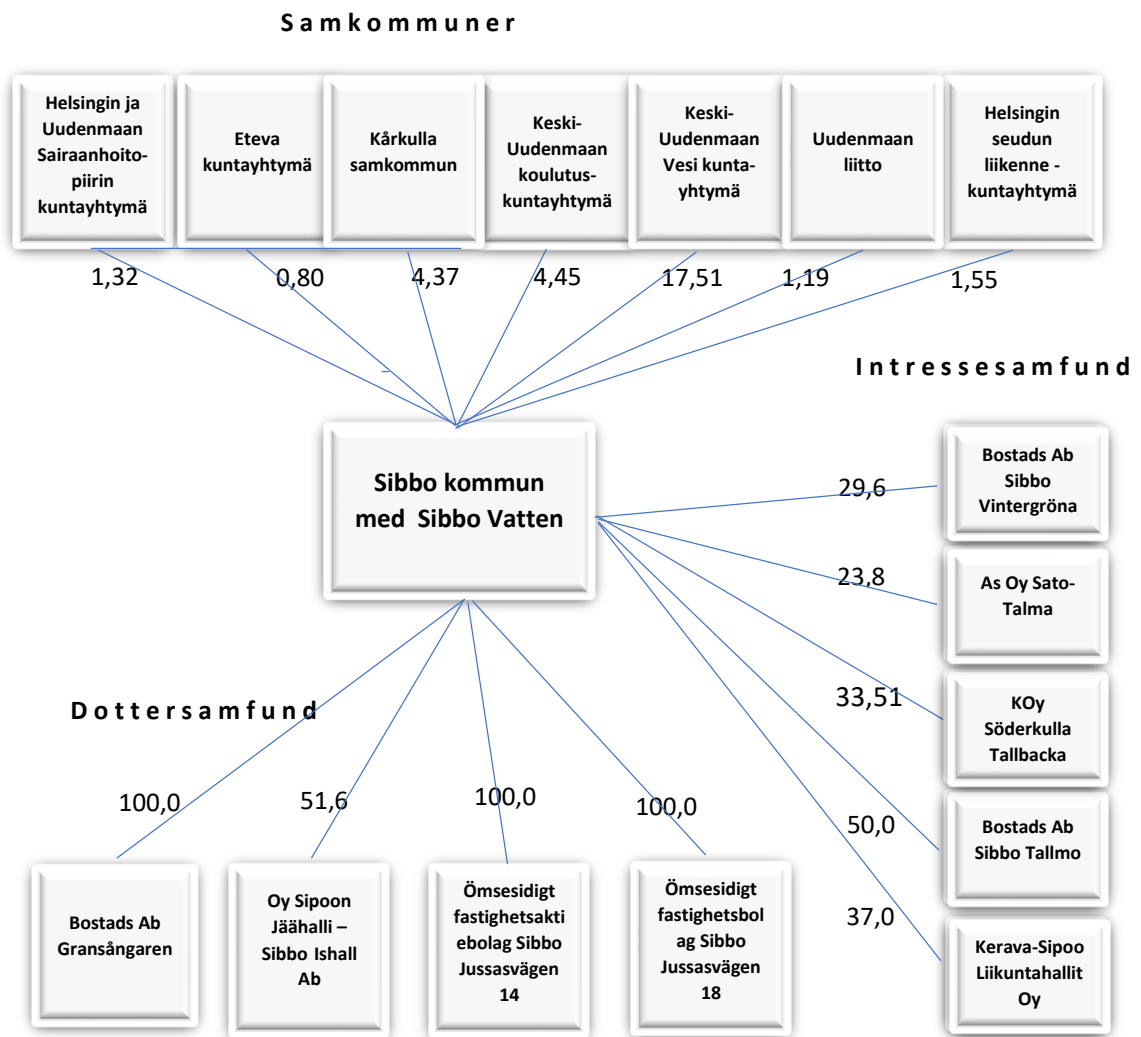 Samkommuner
Helsingin ja
Uudenmaan
Sairaanhoito-
piirin
kuntayhtymä
Eteva
kuntayhtymä
Kårkulla
samkommun
Keski-
Uudenmaan
koulutus-
kuntayhtymä
Keski-
Uudenmaan
Vesi kunta-
yhtymä
Uudenmaan
liitto
Helsingin
seudun
liikenne -
kuntayhtymä
1,32
0,80
4,37
4,45
17,51
1,19
1,55
Intressesamfund
Sibbo kommun
med Sibbo Vatten
29,6
Bostads Ab
Sibbo
Vintergröna
23,8
As Oy Sato-
Talma
33,51
KOy
Söderkulla
Tallbacka
50,0
Bostads Ab
Sibbo Tallmo
37,0
Kerava-Sipoo
Liikuntahallit
Oy
Dottersamfund
100,0
51,6
100,0
100,0
Bostads Ab
Gransångaren
Oy Sipoon
Jäähalli –
Sibbo Ishall
Ab
Ömsesidigt
fastighetsakti
ebolag Sibbo
Jussasvägen
14
Ömsesidigt
fastighetsbol
ag Sibbo
Jussasvägen
18